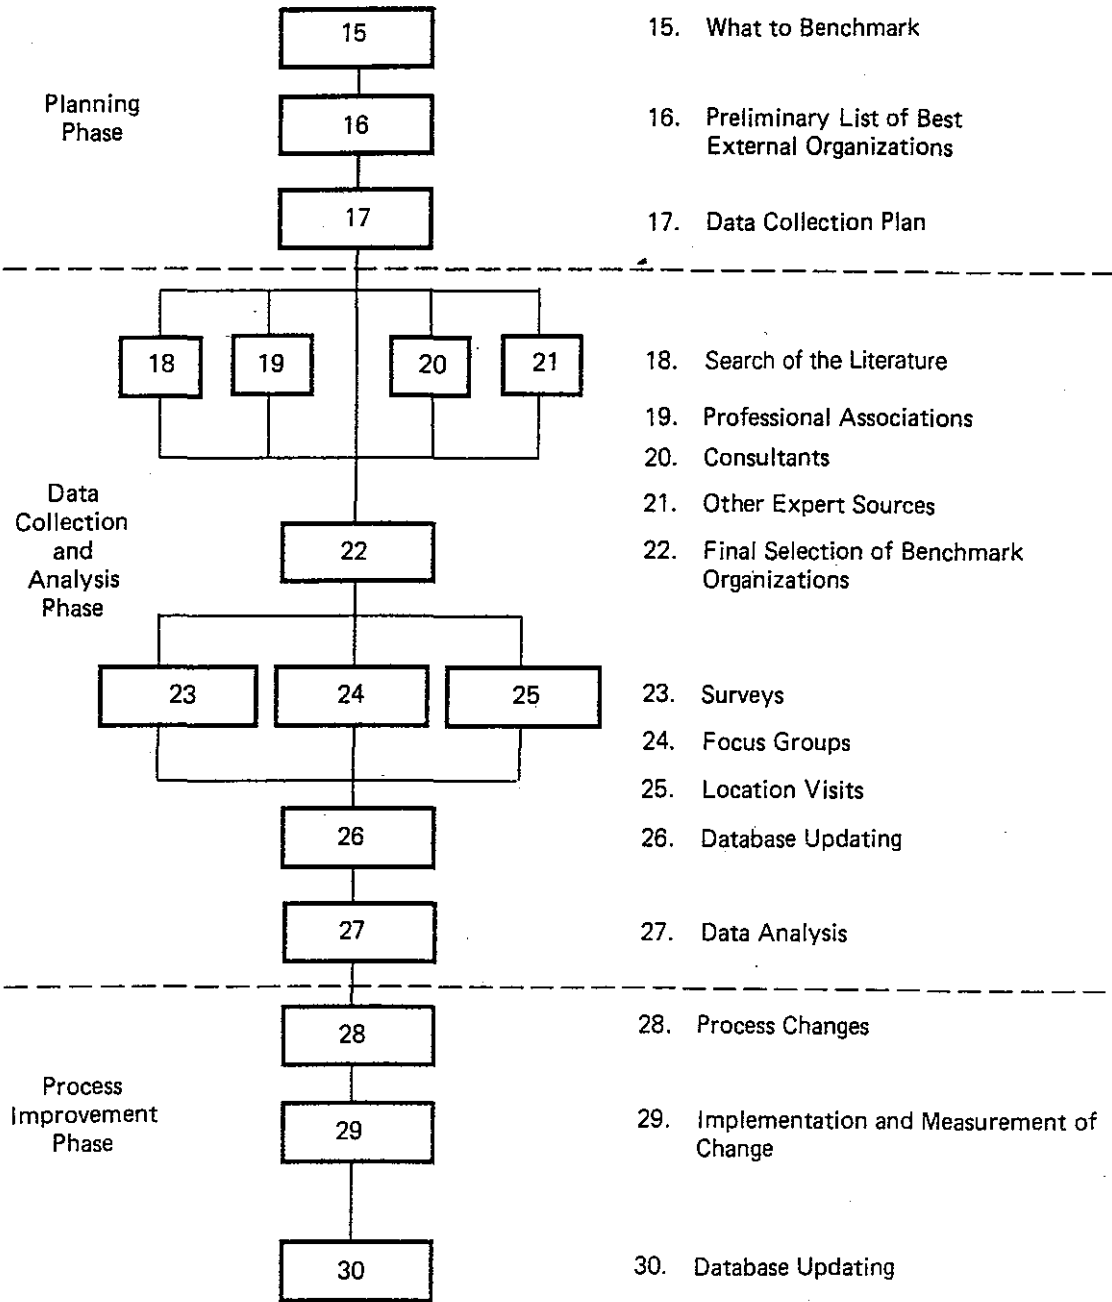 15
15. What to Benchmark
Planning
Phase
16
16. Preliminary List of Best
External Organizations
17
17. Data Collection Plan
18
19
20
21
18. Search of the Literature
19. Professional Associations
20. Consultants
Data
Collection
and
Analysis
Phase
21. Other Expert Sources
22
22. Final Selection of Benchmark
Organizations
23
24
25
23. Surveys
24. Focus Groups
25. Location Visits
26
26. Database Updating
27
27. Data Analysis
28
28. Process Changes
Process
Improvement
Phase
29
29. Implementation and Measurement of
Change
30
30. Database Updating